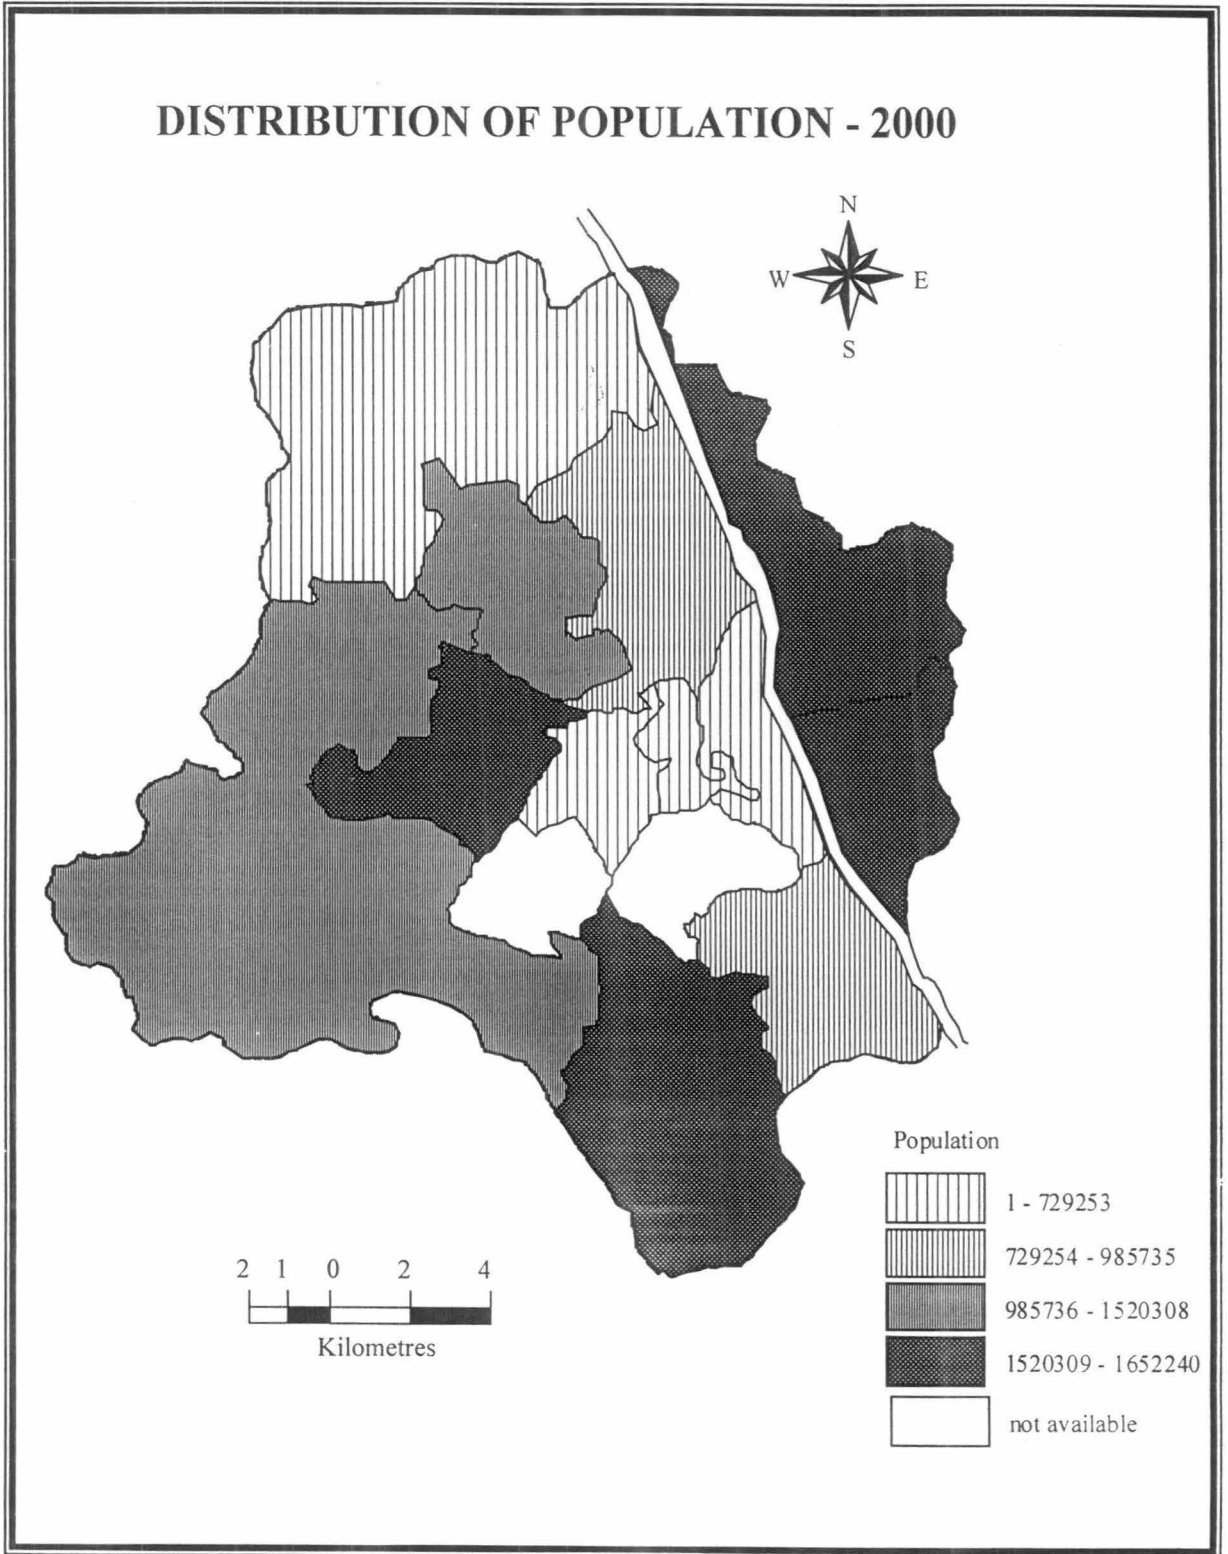 DISTRIBUTION OF POPULATION - 2000
N
W E
S
Population
1 - 729253
729254 - 985735
985736 - 1520308
1520309 - 1652240
not available
2 1 0 2 4
Kilometres